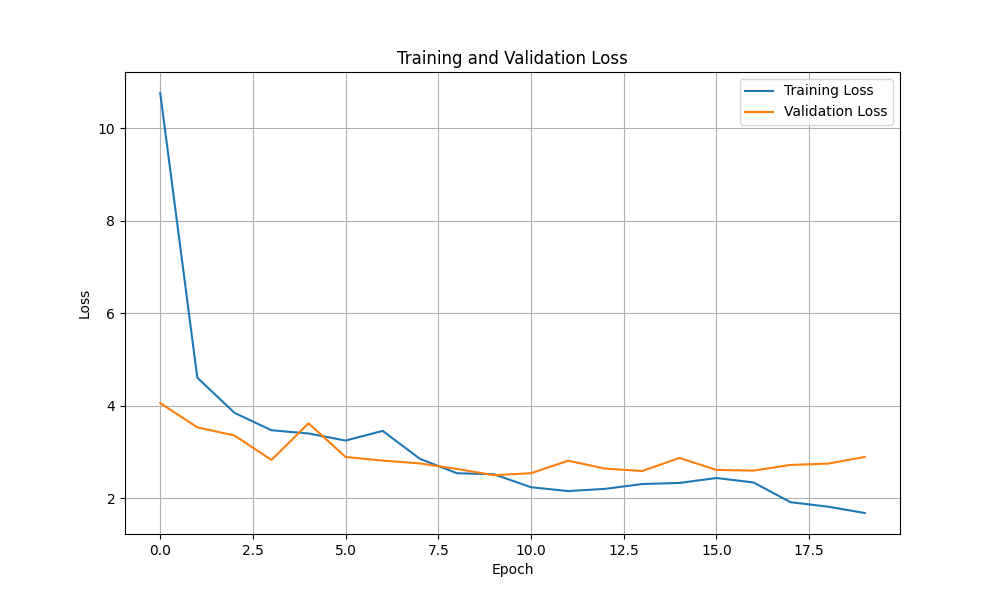 Training and Validation Loss
Training Loss
Validation Loss
10
8
6
4
2
Loss
0.0 2.5 5.0 7.5 10.0 12.5 15.0 17.5
Epoch